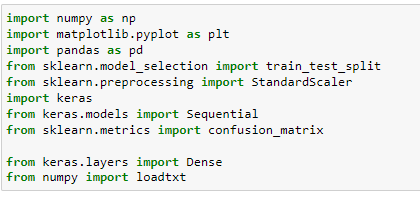 import numpy as np
import matplotlib.pyplot as plt
import pandas as pd
from sklearn.model_selection import train_test_split
from sklearn.preprocessing import StandardScaler
import keras
from keras.models import Sequential
from sklearn.metrics import confusion_matrix

from keras.layers import Dense
from numpy import loadtxt